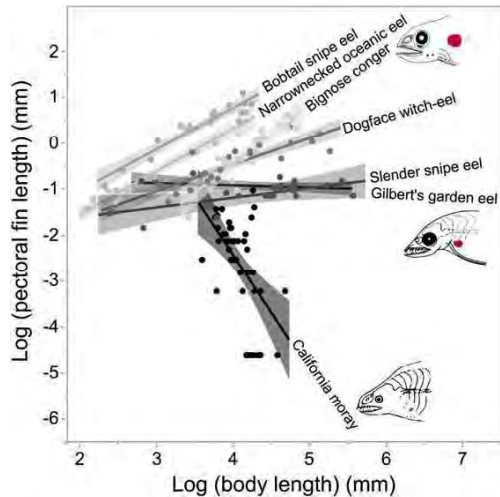 2
1
0
-1
-2
-3
-4
-5
-6
Log (pectoral fin length) (mm)
Bobtail snipe eel
Narrownecked oceanic eel
Bignose conger
Dogface witch-eel
Slender snipe eel
Gilbert's garden eel
California moray
2 3 4 5 6 7
Log (body length) (mm)